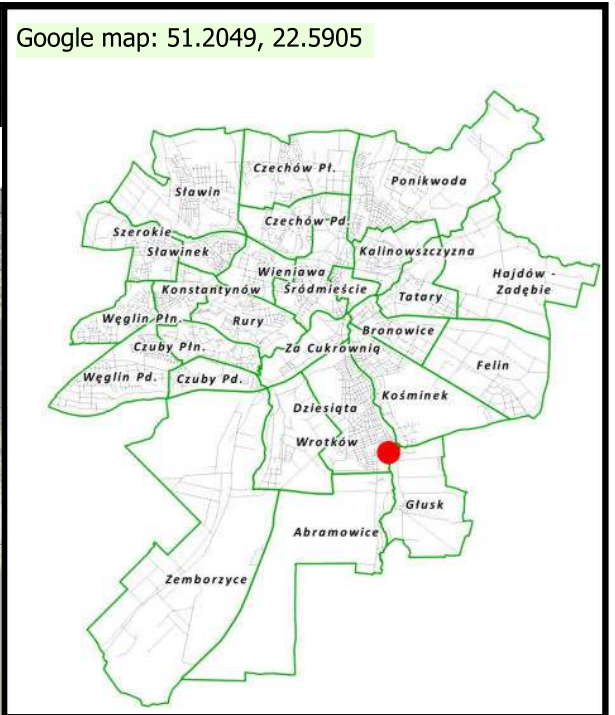 Google map: 51.2049, 22.5905
Czechów Pł.
Ponikwoda
Sławin
Czechów Pd.
Szerokie
Sławinek
Kalinowszczyzna
Wieniawa
Hajdów -
Zadębie
Konstantynów
Śródmieście
Tatary
Węglin Płn.
Rury
Bronowice
Czuby Płn.
Za Cukrownią
Felin
Węglin Pd.
Czuby Pd.
Kośminek
Dziesiąta
Wrotków
Głusk
Abramowice
Zemborzyce